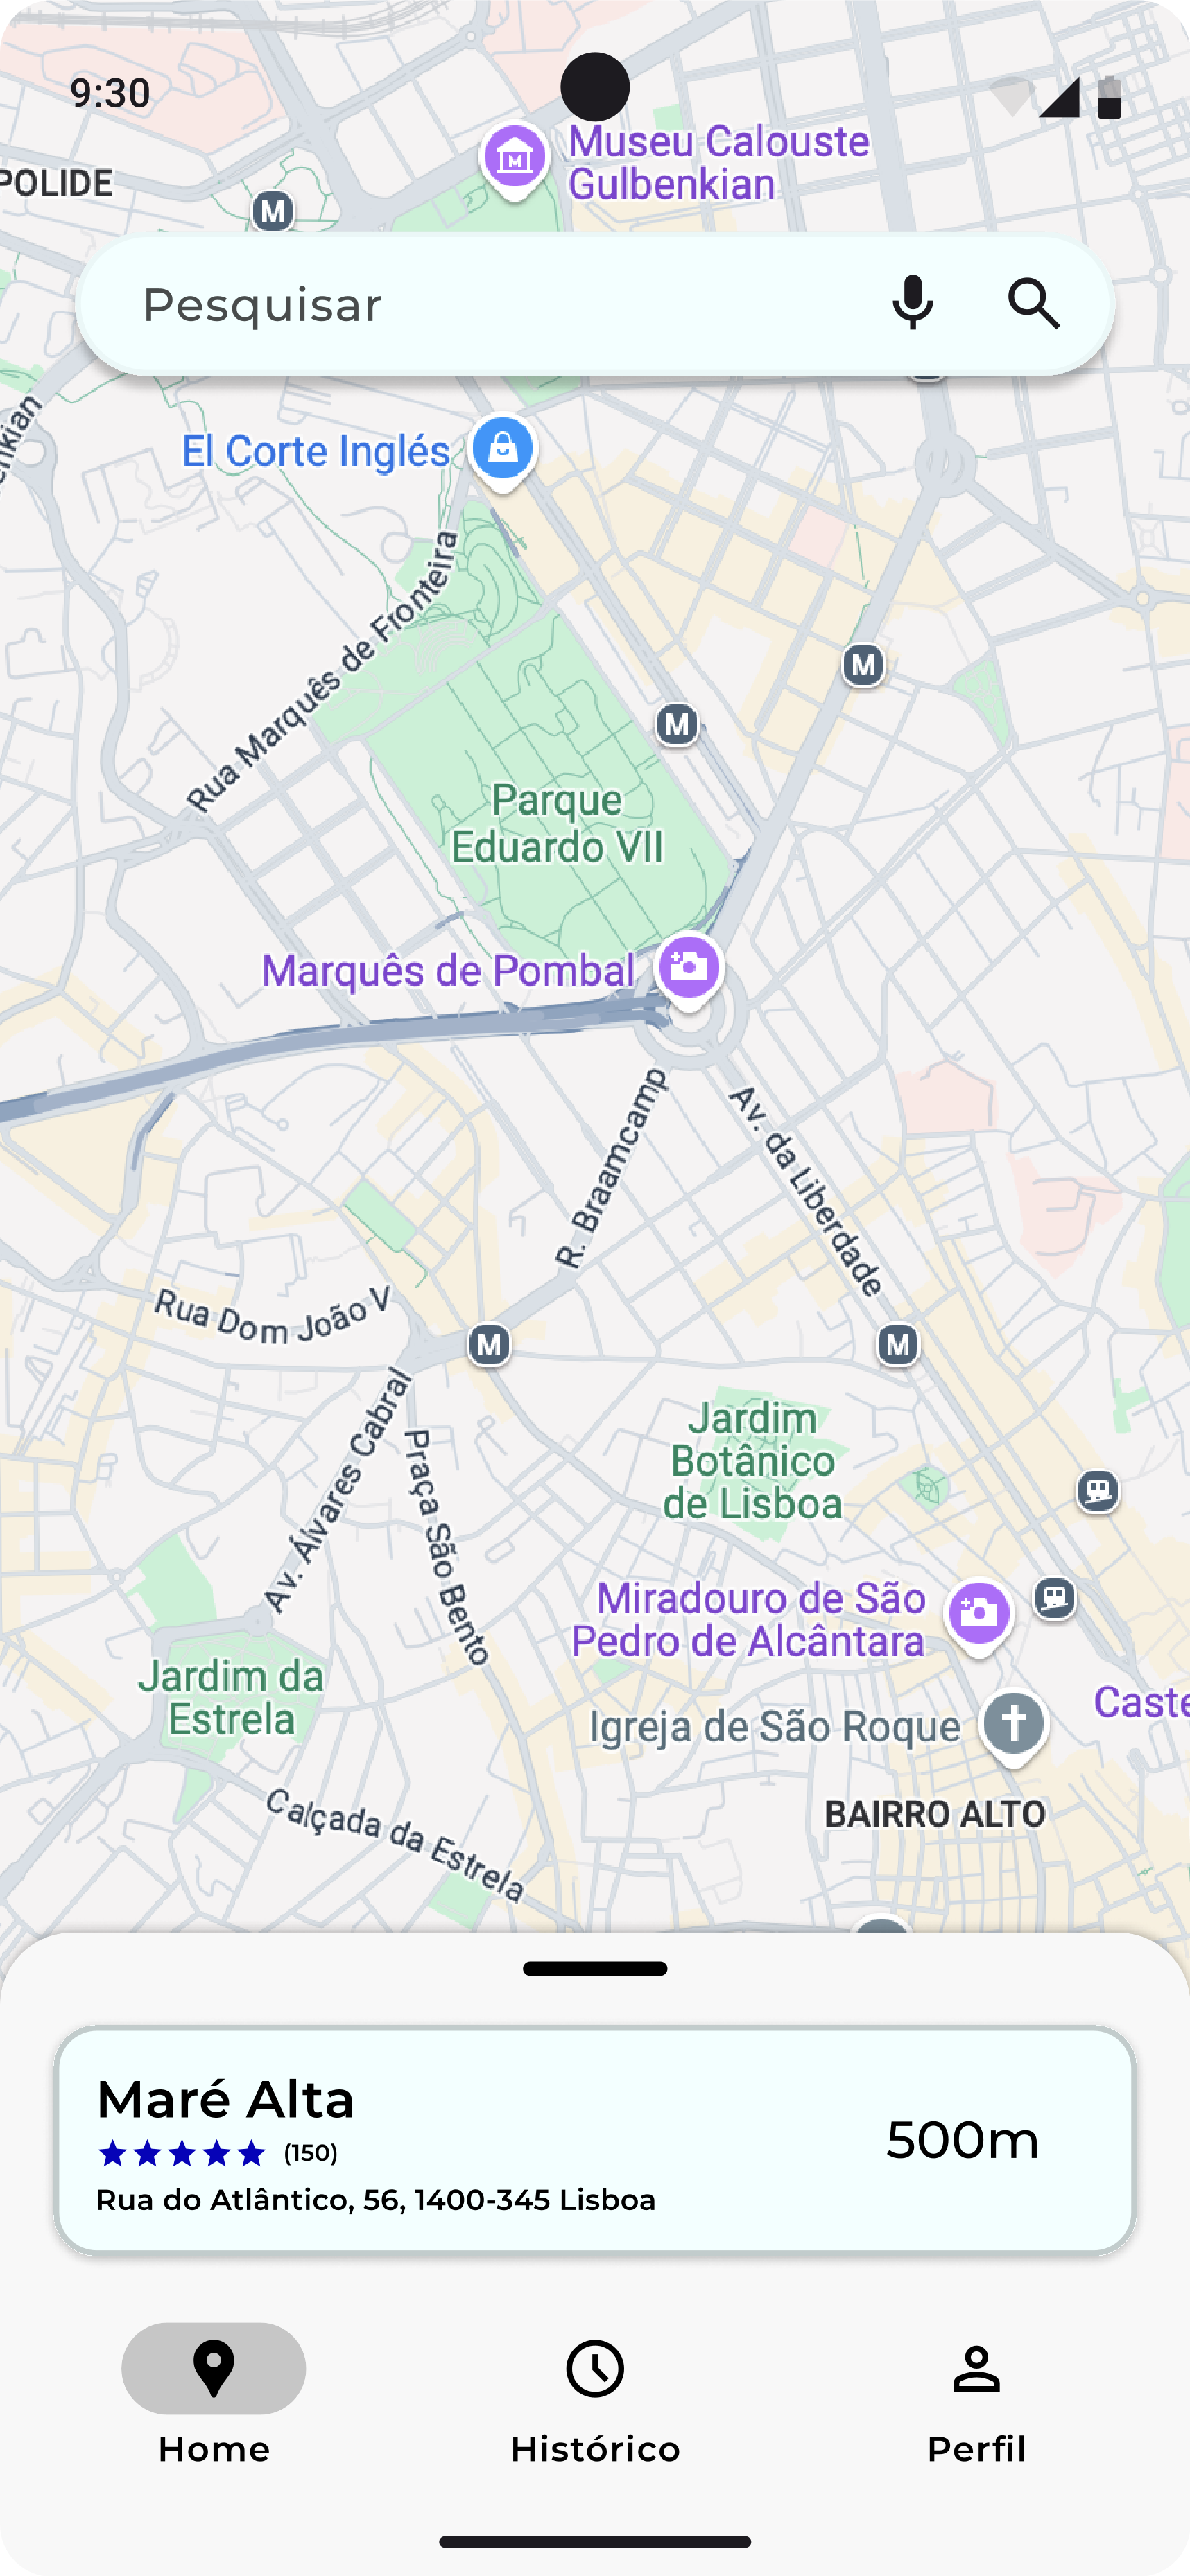 9:30
Museu Calouste
Gulbenkian
POLIDE
M
Pesquisar
enkian
El Corte Inglés
Rua Marquês de Fronteira
M
M
Parque
Eduardo VII
Marquês de Pombal
R. Braamcamp
Av. da Liberdade
Rua Dom João V
M
M
Av. Álvares Cabral
Praça São Bento
Jardim
Botânico
de Lisboa
Miradouro de São
Pedro de Alcântara
Jardim da
Estrela
Caste
Igreja de São Roque
Calçada da Estrela
BAIRRO ALTO
Maré Alta
(150)
500m
Rua do Atlântico, 56, 1400-345 Lisboa
Home
Histórico
Perfil